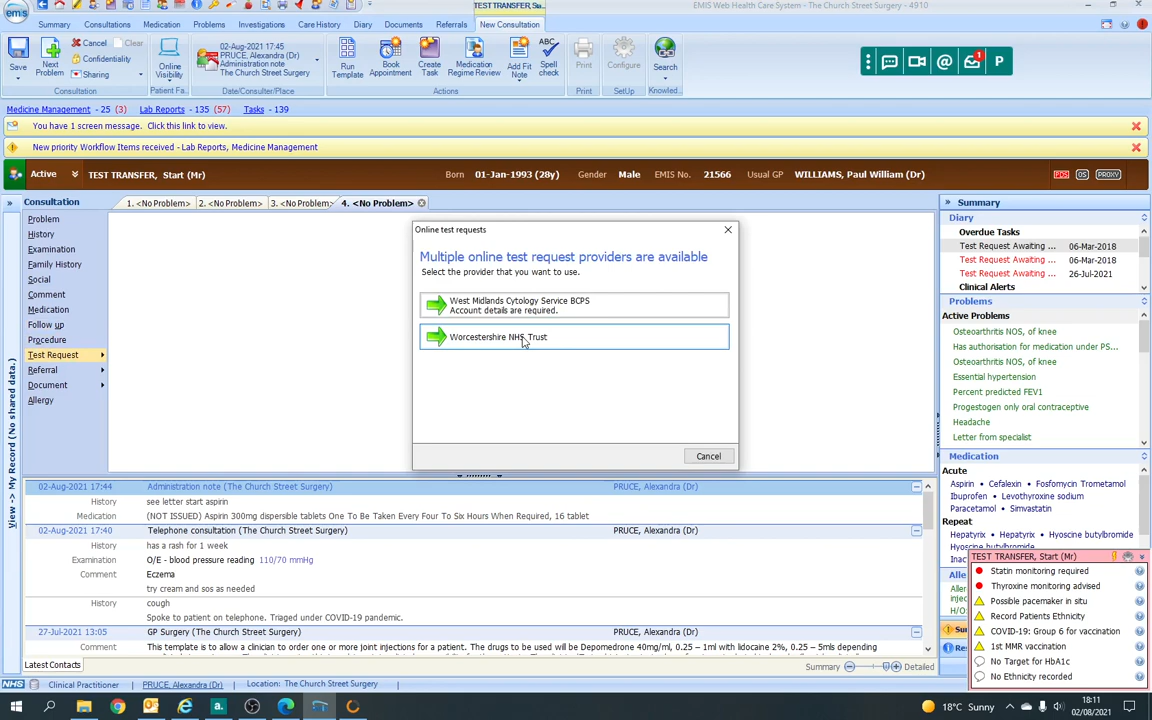 emis
TEST TRANSFER, Sta...
EMIS Web Health Care System - The Church Street Surgery - 4910
Summary Consultations Medication Problems Investigations Care History Diary Documents Referrals New Consultation
Save
Next Problem
Cancel Clear
Confidentiality
Sharing
Consultation
Online Visibility
Patient Fa...
02-Aug-2021 17:45
PRUCE, Alexandra (Dr)
Administration note
The Church Street Surgery
Date/Consulter/Place
Run Template
Book Appointment
Create Task
Medication Regime Review
Add Fit Note
ABC
Spell check
Actions
Print
Print
Configure
SetUp
Search
Knowled...
1
P
Medicine Management - 25 (3) Lab Reports - 135 (57) Tasks - 139
You have 1 screen message. Click this link to view.
New priority Workflow Items received - Lab Reports, Medicine Management
Active TEST TRANSFER, Start (Mr) Born 01-Jan-1993 (28y) Gender Male EMIS No. 21566 Usual GP WILLIAMS, Paul William (Dr) PDS OS PROXY
Consultation
Problem
History
Examination
Family History
Social
Comment
Medication
Follow up
Procedure
Test Request
Referral
Document
Allergy
View -> My Record (No shared data.)
1. <No Problem> 2. <No Problem> 3. <No Problem; 4. <No Problem>
Online test requests
Multiple online test request providers are available
Select the provider that you want to use.
West Midlands Cytology Service BCPS
Account details are required.
Worcestershire NHS Trust
Cancel
Summary
Diary
Overdue Tasks
Test Request Awaiting ... 06-Mar-2018
Test Request Awaiting ... 06-Mar-2018
Test Request Awaiting ... 26-Jul-2021
Clinical Alerts
Problems
Active Problems
Osteoarthritis NOS, of knee
Has authorisation for medication under PS...
Osteoarthritis NOS, of knee
Essential hypertension
Percent predicted FEV1
Progestogen only oral contraceptive
Headache
Letter from specialist
Medication
Acute
Aspirin • Cefalexin • Fosfomycin Trometamol
Ibuprofen • Levothyroxine sodium
Paracetamol • Simvastatin
Repeat
Hepatyrix • Hepatyrix • Hyoscine butylbromide
Hyoscine butylbromide
02-Aug-2021 17:44 Administration note (The Church Street Surgery) PRUCE, Alexandra (Dr)
History see letter start aspirin
Medication (NOT ISSUED) Aspirin 300mg dispersible tablets One To Be Taken Every Four To Six Hours When Required, 16 tablet
02-Aug-2021 17:40 Telephone consultation (The Church Street Surgery) PRUCE, Alexandra (Dr)
History has a rash for 1 week
Examination O/E - blood pressure reading 110/70 mmHg
Comment Eczema
try cream and sos as needed
History cough
Spoke to patient on telephone. Triaged under COVID-19 framework.
27-Jul-2021 13:05 GP Surgery (The Church Street Surgery) PRUCE, Alexandra (Dr)
Comment This template is to allow a clinician to order one or more joint injections for a patient. The drugs to be used will be Depomedrone 40mg/ml, 0.25 – 1ml with lidocaine 2%, 0.25 – 5mls depending
Latest Contacts
Summary Detailed
TEST TRANSFER, Start (Mr)
Statin monitoring required
Thyroxine monitoring advised
Possible pacemaker in situ
Record Patients Ethnicity
COVID-19: Group 6 for vaccination
1st MMR vaccination
No Target for HbA1c
No Ethnicity recorded
NHS Clinical Practitioner PRUCE, Alexandra (Dr) Location: The Church Street Surgery
a.
18°C Sunny
18:11
02/08/2021